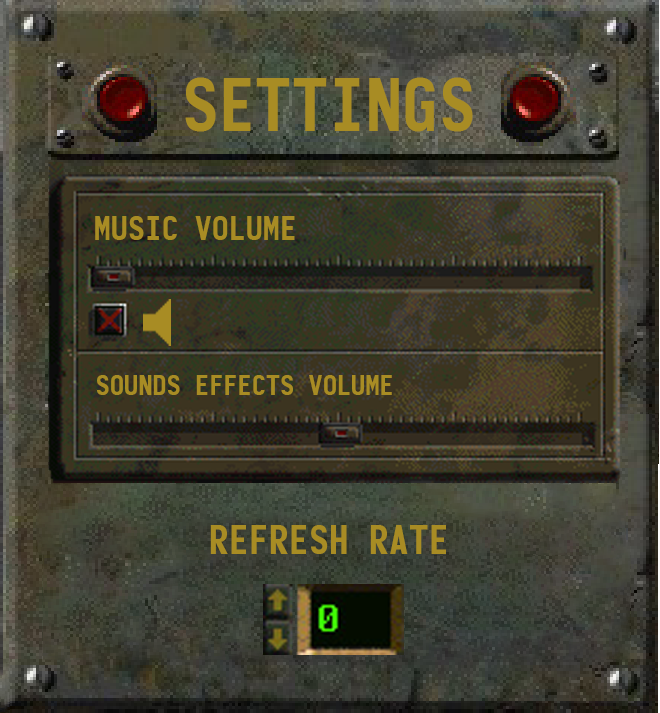 SETTINGS
MUSIC VOLUME
SOUNDS EFFECTS VOLUME
REFRESH RATE
0